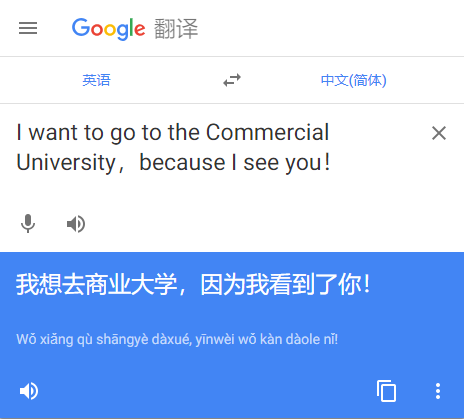 Google 翻译
英语 中文(简体)
I want to go to the Commercial
University，because I see you！
我想去商业大学，因为我看到了你！
Wǒ xiǎng qù shāngyè dàxué, yīnwèi wǒ kàn dàole nǐ!